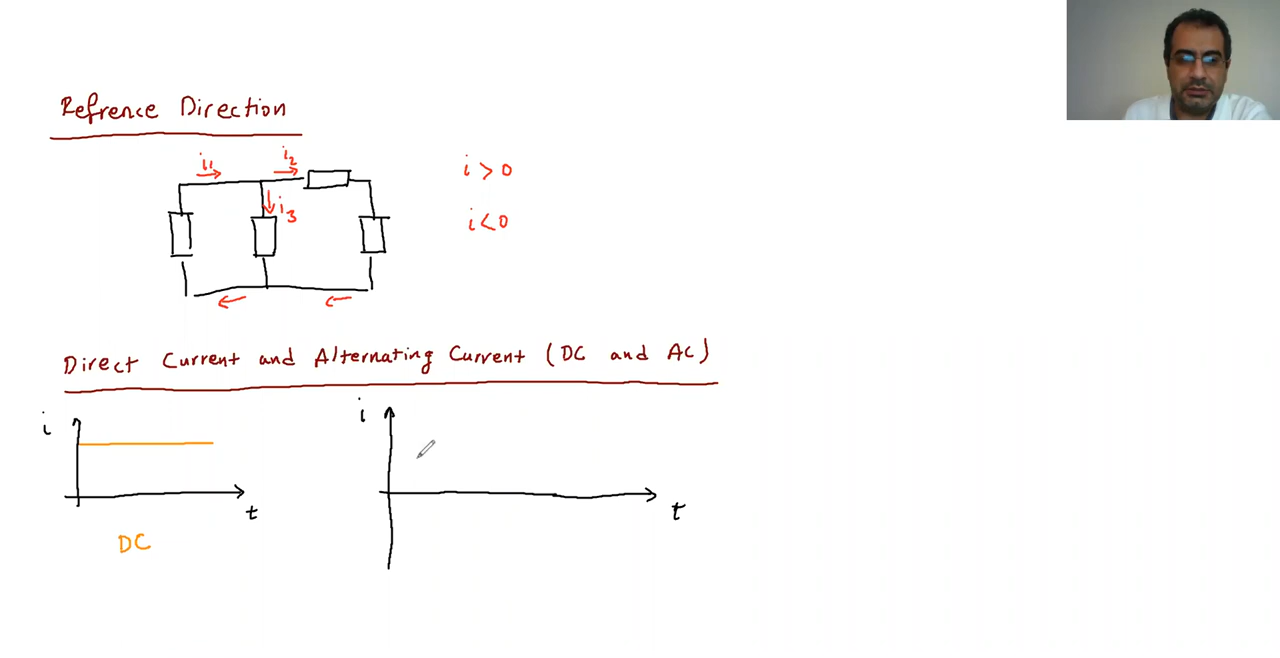 Refrence Direction
i1
i2
i3
i > 0
i < 0
Direct Current and Alternating Current (DC and AC)
i
t
DC
i
t